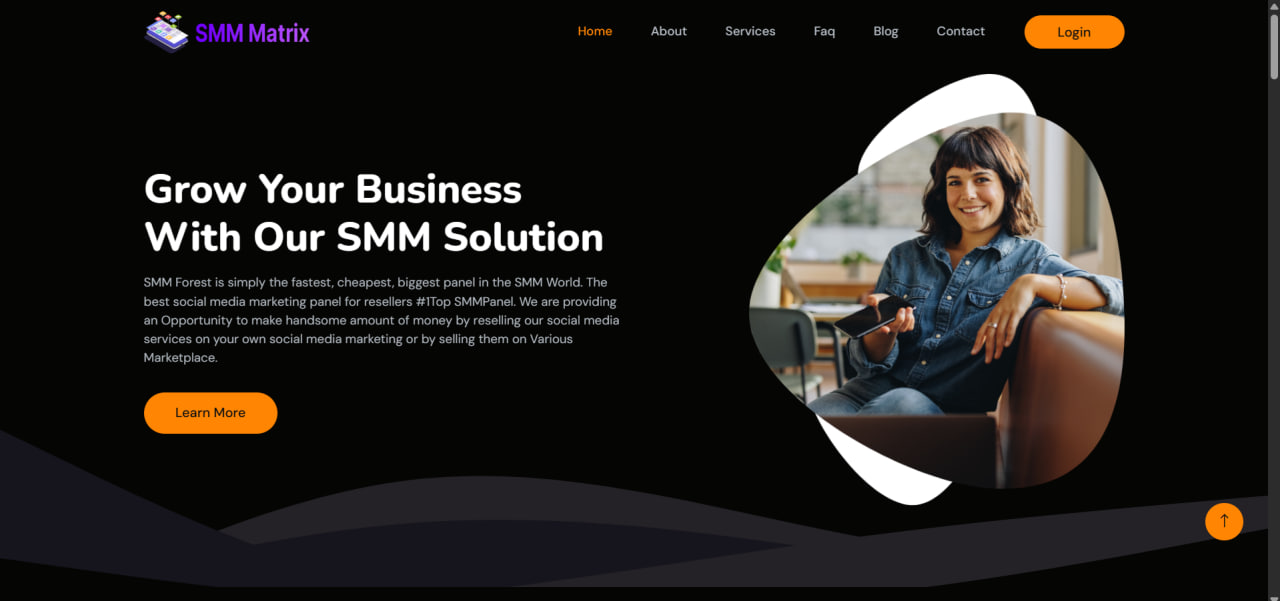 SMM Matrix
Home
About
Services
Faq
Blog
Contact
Login
Grow Your Business
With Our SMM Solution
SMM Forest is simply the fastest, cheapest, biggest panel in the SMM World. The
best social media marketing panel for resellers #1Top SMMPanel. We are providing
an Opportunity to make handsome amount of money by reselling our social media
services on your own social media marketing or by selling them on Various
Marketplace.
Learn More